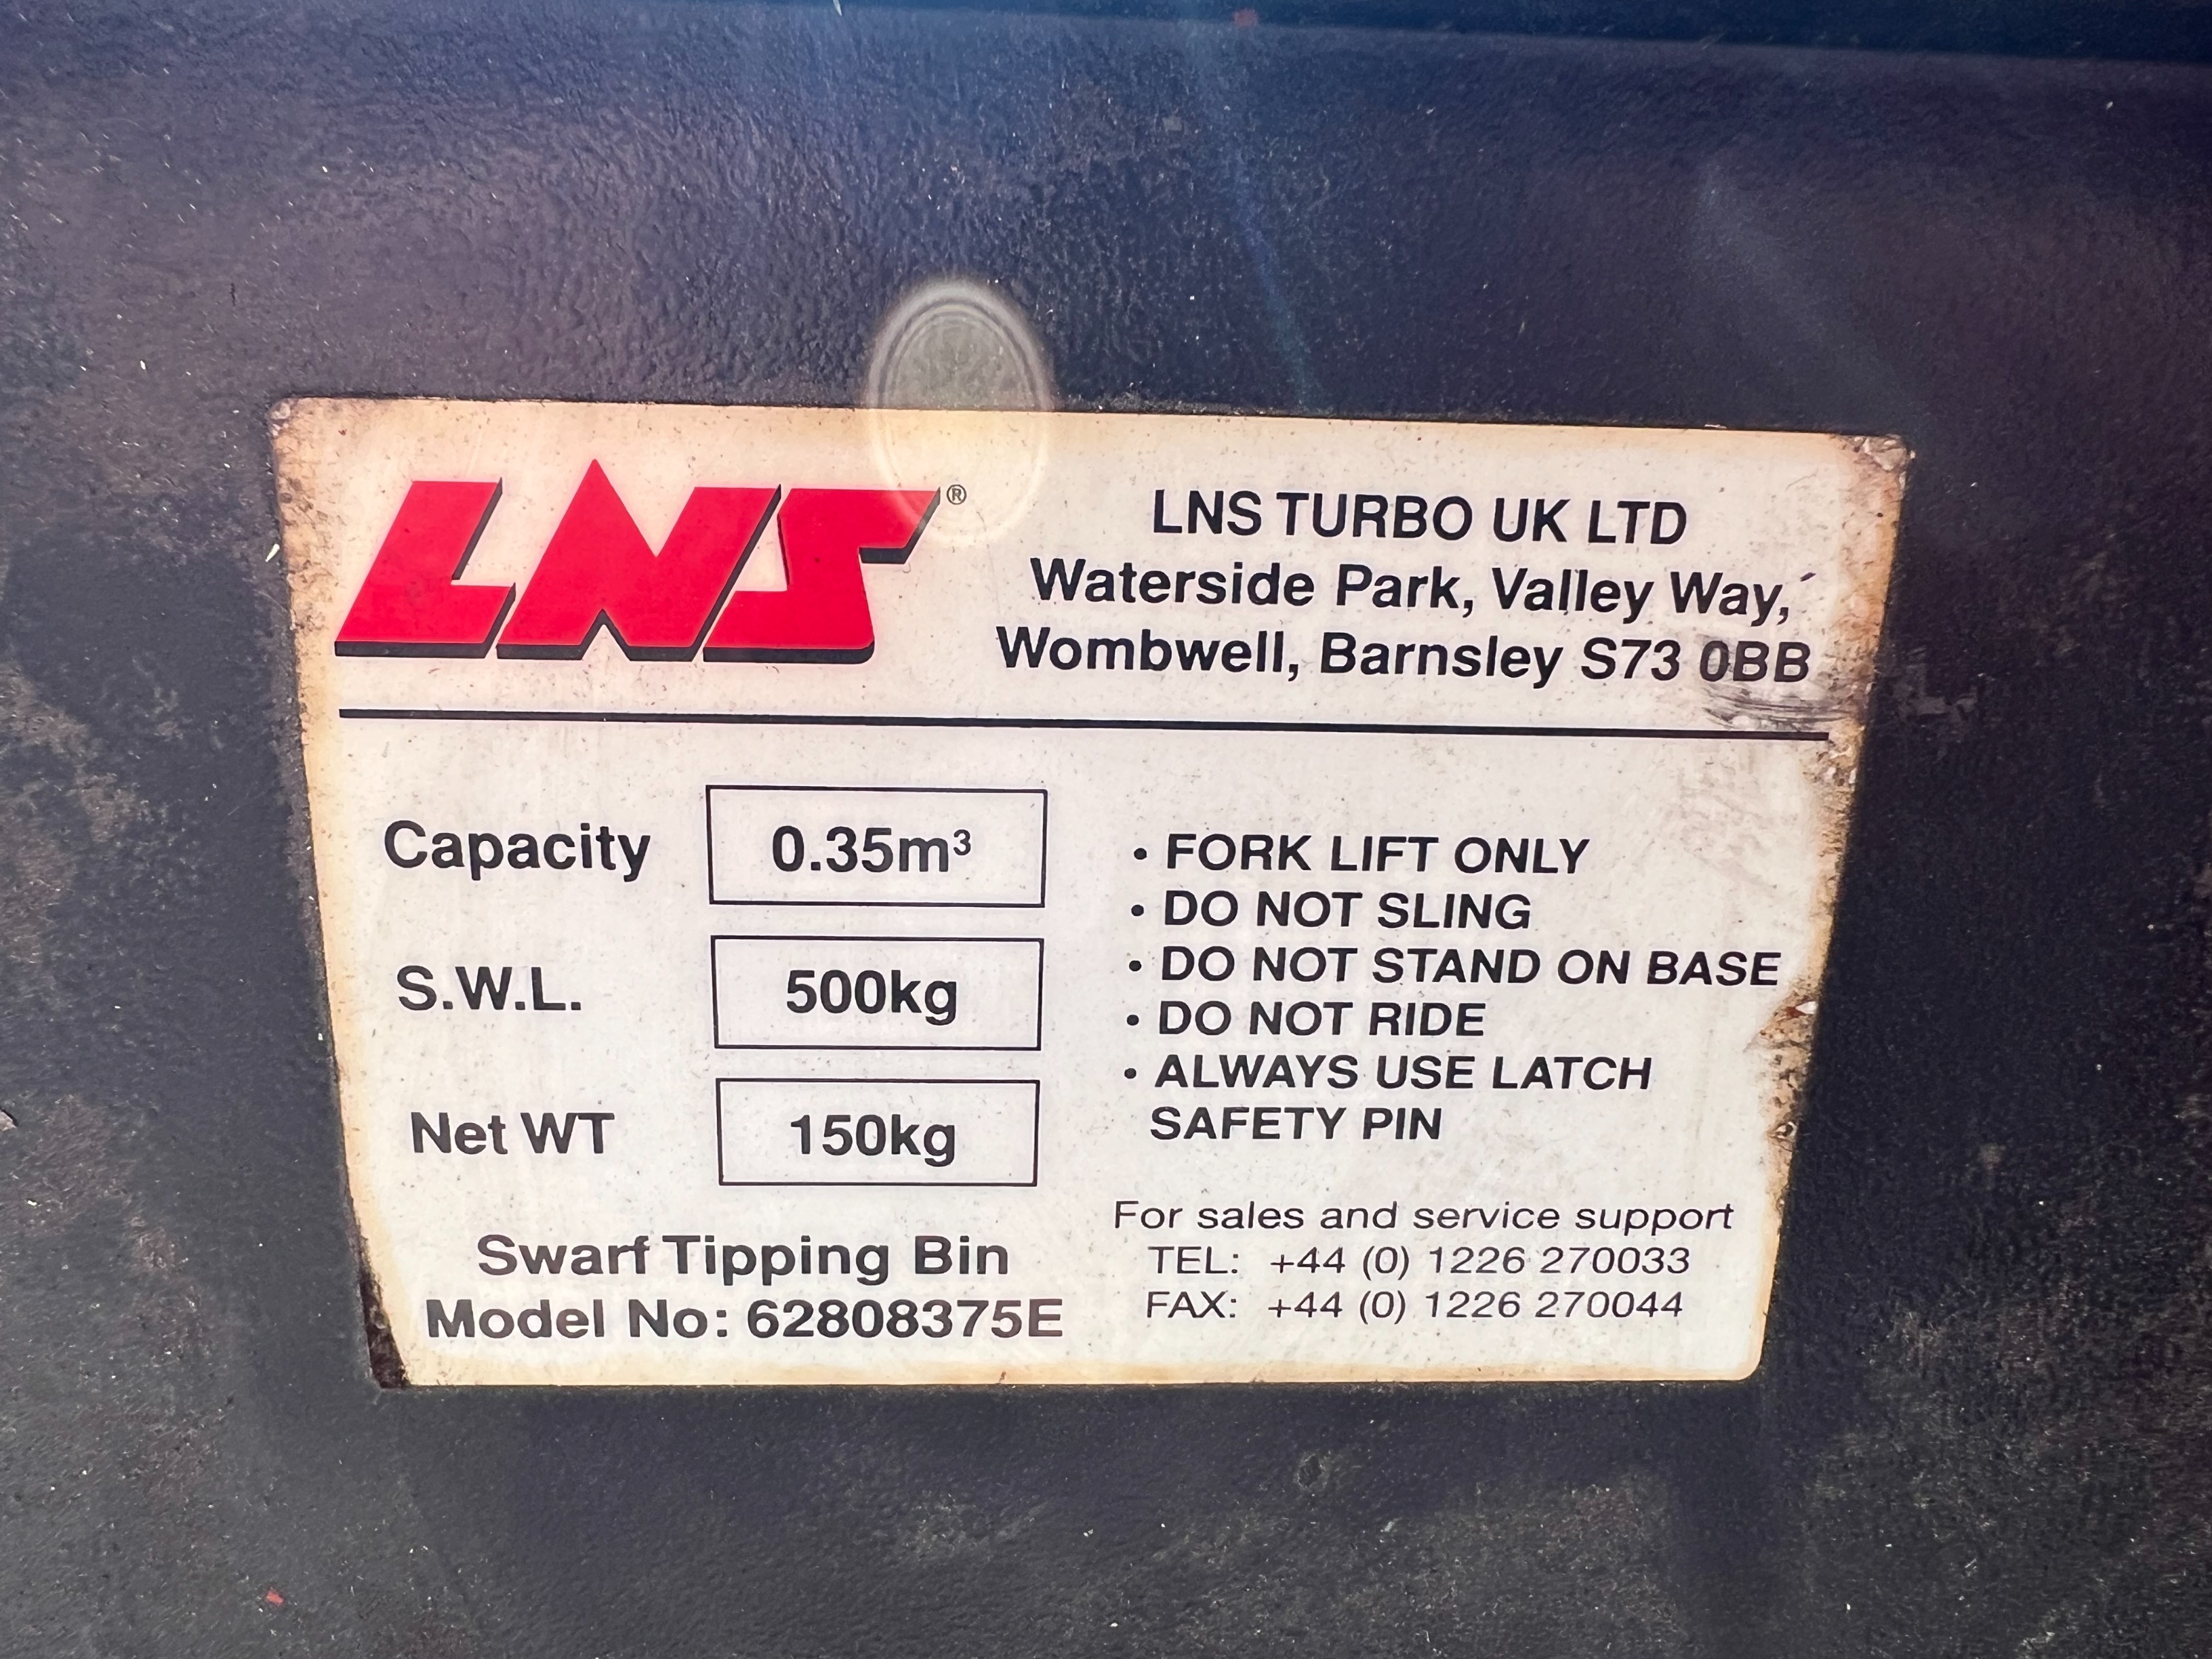 LNS®
LNS TURBO UK LTD
Waterside Park, Valley Way,
Wombwell, Barnsley S73 0BB
Capacity 0.35m³
S.W.L. 500kg
Net WT 150kg
Swarf Tipping Bin
Model No: 62808375E
• FORK LIFT ONLY
• DO NOT SLING
• DO NOT STAND ON BASE
• DO NOT RIDE
• ALWAYS USE LATCH
SAFETY PIN
For sales and service support
TEL: +44 (0) 1226 270033
FAX: +44 (0) 1226 270044